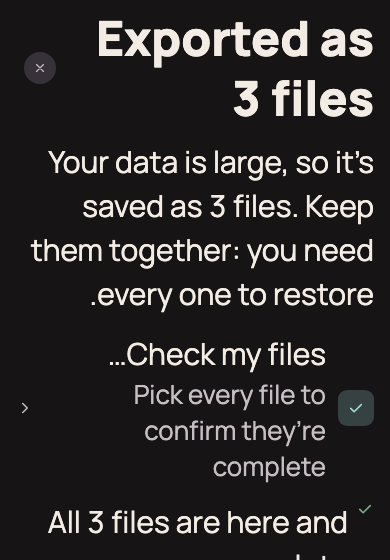 Exported as
3 files
Your data is large, so it's
saved as 3 files. Keep
them together: you need
every one to restore.
Check my files...
Pick every file to
confirm they're
complete
All 3 files are here and